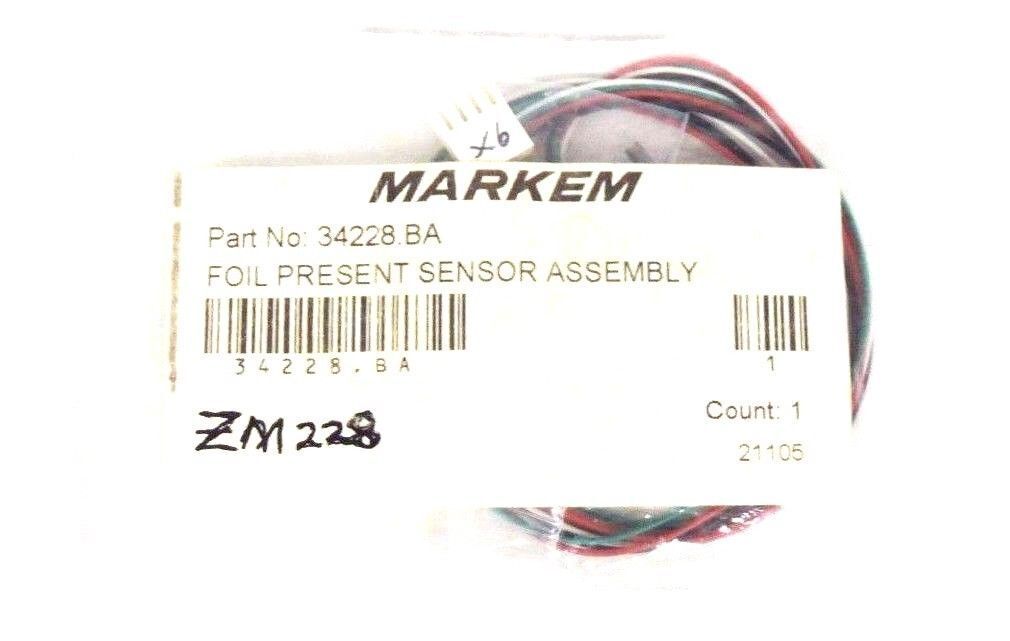 X6
MARKEM
Part No: 34228.BA
FOIL PRESENT SENSOR ASSEMBLY
34228.BA
1
Count: 1
ZM228
21105